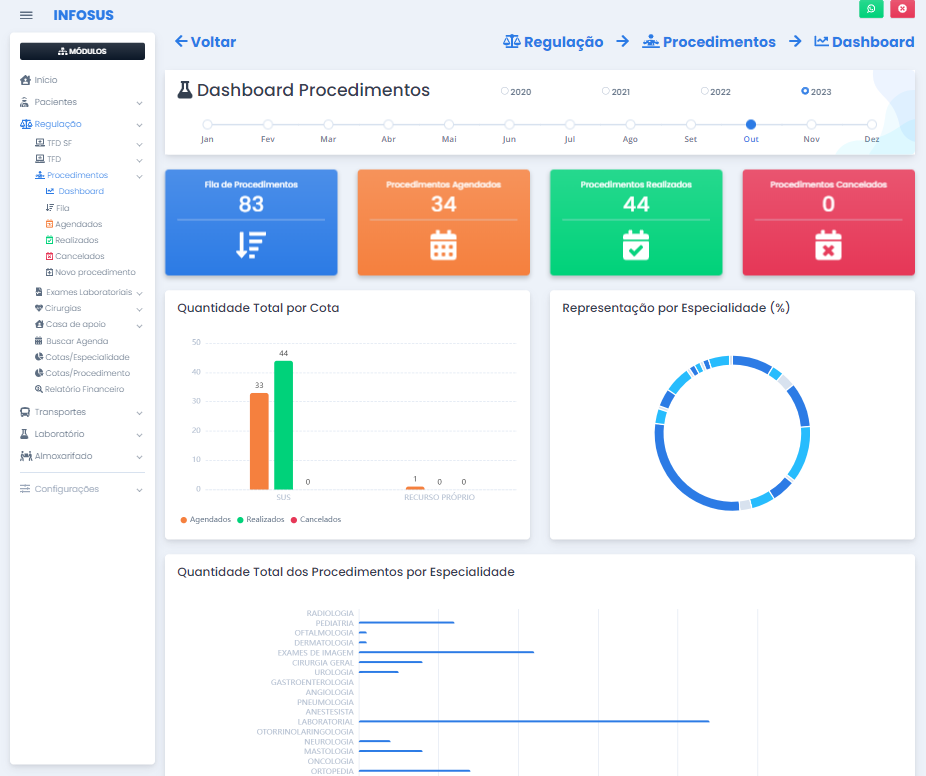 INFOSUS
MÓDULOS
Início
Pacientes
Regulação
TFD SF
TFD
Procedimentos
Dashboard
Fila
Agendados
Realizados
Cancelados
Novo procedimento
Exames Laboratoriais
Cirurgias
Casa de apoio
Buscar Agenda
Cotas/Especialidade
Cotas/Procedimento
Relatório Financeiro
Transportes
Laboratório
Almoxarifado
Configurações
Voltar
Regulação
Procedimentos
Dashboard
Dashboard Procedimentos
2020
2021
2022
2023
Jan
Fev
Mar
Abr
Mai
Jun
Jul
Ago
Set
Out
Nov
Dez
Fila de Procedimentos
83
Procedimentos Agendados
34
Procedimentos Realizados
44
Procedimentos Cancelados
0
Quantidade Total por Cota
50
40
30
20
10
0
33
44
0
1
0
0
SUS
RECURSO PRÓPRIO
Agendados
Realizados
Cancelados
Representação por Especialidade (%)
Quantidade Total dos Procedimentos por Especialidade
RADIOLOGIA
PEDIATRIA
OFTALMOLOGIA
DERMATOLOGIA
EXAMES DE IMAGEM
CIRURGIA GERAL
UROLOGIA
GASTROENTEROLOGIA
ANGIOLOGIA
PNEUMOLOGIA
ANESTESISTA
LABORATORIAL
OTORRINOLARINGOLOGIA
NEUROLOGIA
MASTOLOGIA
ONCOLOGIA
ORTOPEDIA